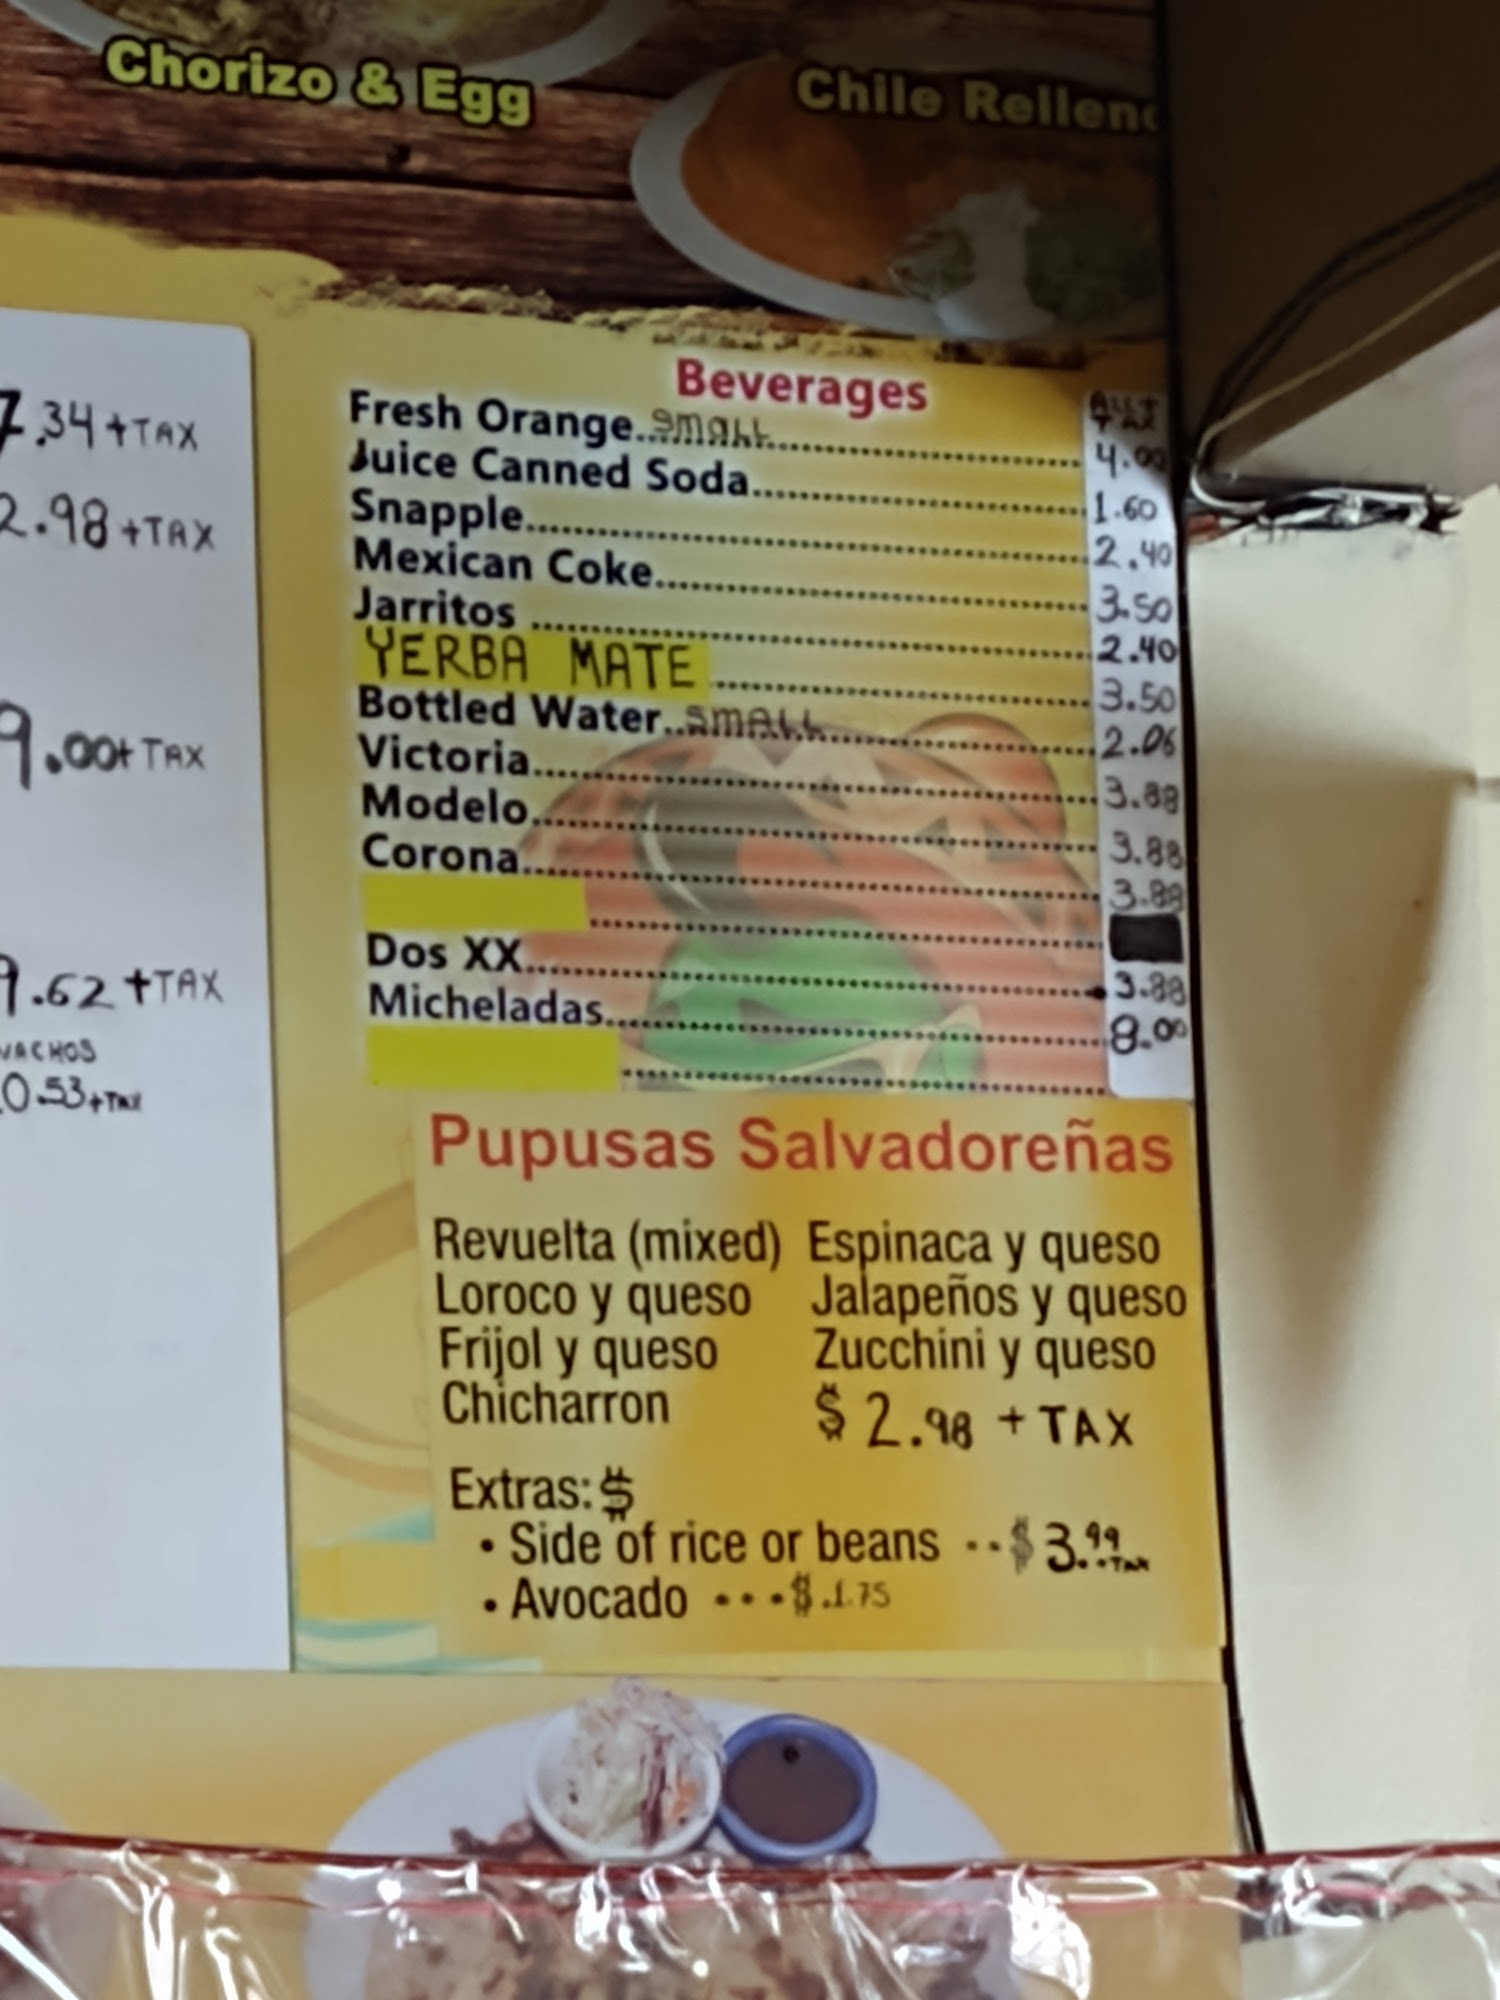 Chorizo & Egg
Chile Relleno
7.34 + TAX
2.98 + TAX
9.00 + TAX
9.62 + TAX
0.53 + TAX
Beverages
ALL + TAX
Fresh Orange...SMALL...4.00
Juice Canned Soda...1.60
Snapple...2.40
Mexican Coke...3.50
Jarritos ...2.40
YERBA MATE ...3.50
Bottled Water..SMALL...2.06
Victoria...3.88
Modelo...3.88
Corona...3.88
Dos XX...3.88
Micheladas...8.00
Pupusas Salvadoreñas
Revuelta (mixed) Espinaca y queso
Loroco y queso Jalapeños y queso
Frijol y queso Zucchini y queso
Chicharron $ 2.98 + TAX
Extras: $
• Side of rice or beans --$ 3.99 + TAX
• Avocado ---$ .1.75